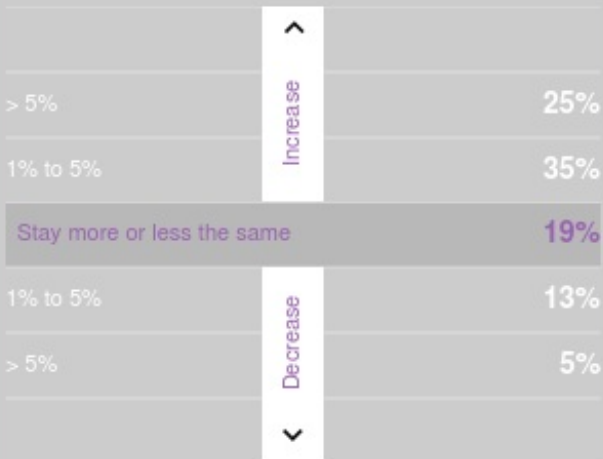 > 5%
25%
Increase
1% to 5%
35%
Stay more or less the same
19%
1% to 5%
13%
Decrease
> 5%
5%